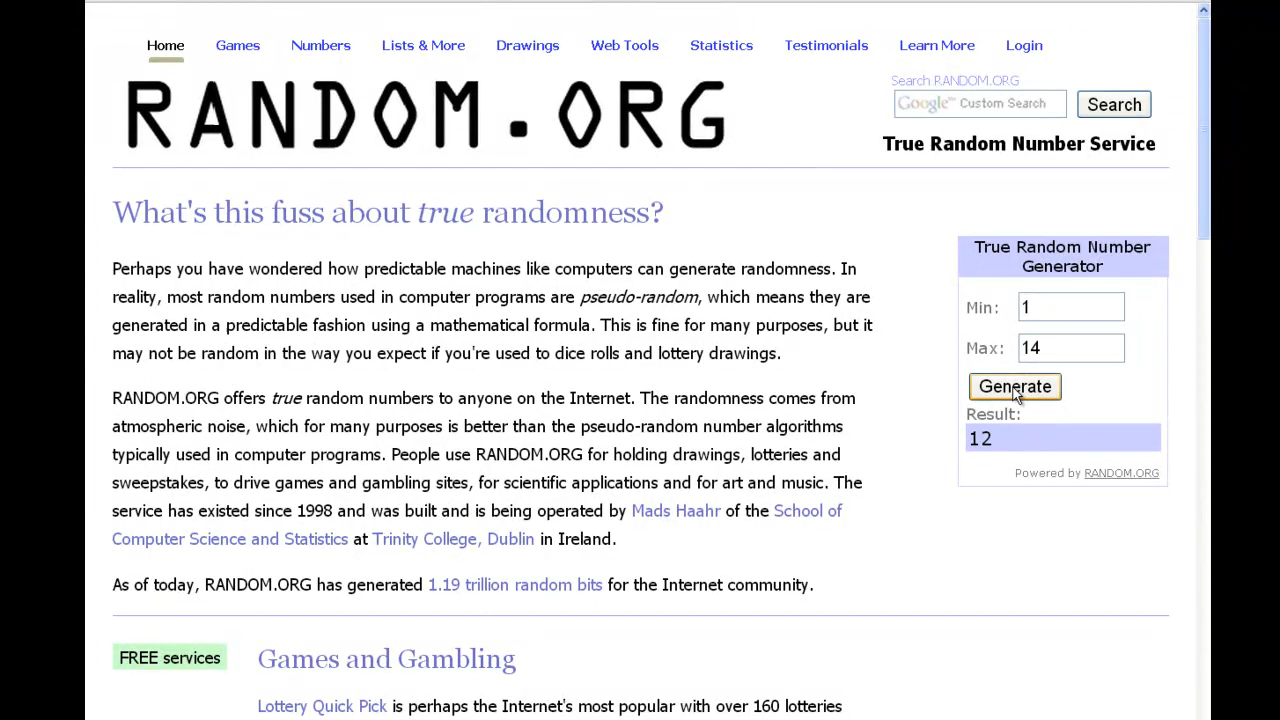 Home Games Numbers Lists & More Drawings Web Tools Statistics Testimonials Learn More Login
RANDOM.ORG
Search RANDOM.ORG
Google™ Custom Search Search
True Random Number Service
What's this fuss about true randomness?
Perhaps you have wondered how predictable machines like computers can generate randomness. In
reality, most random numbers used in computer programs are pseudo-random, which means they are
generated in a predictable fashion using a mathematical formula. This is fine for many purposes, but it
may not be random in the way you expect if you're used to dice rolls and lottery drawings.
RANDOM.ORG offers true random numbers to anyone on the Internet. The randomness comes from
atmospheric noise, which for many purposes is better than the pseudo-random number algorithms
typically used in computer programs. People use RANDOM.ORG for holding drawings, lotteries and
sweepstakes, to drive games and gambling sites, for scientific applications and for art and music. The
service has existed since 1998 and was built and is being operated by Mads Haahr of the School of
Computer Science and Statistics at Trinity College, Dublin in Ireland.
As of today, RANDOM.ORG has generated 1.19 trillion random bits for the Internet community.
True Random Number
Generator
Min: 1
Max: 14
Generate
Result:
12
Powered by RANDOM.ORG
FREE services
Games and Gambling
Lottery Quick Pick is perhaps the Internet's most popular with over 160 lotteries